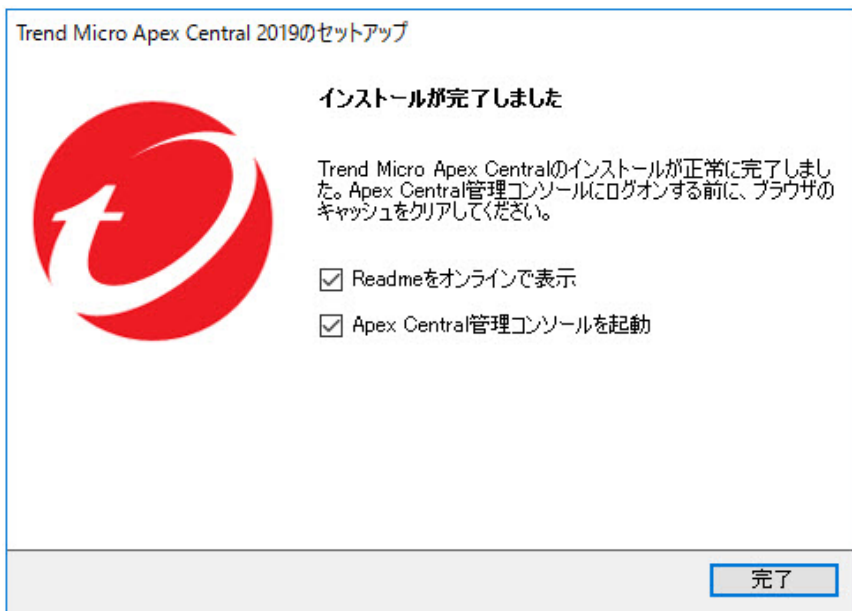 Trend Micro Apex Central 2019のセットアップ
インストールが完了しました
Trend Micro Apex Centralのインストールが正常に完了しまし
た。Apex Central管理コンソールにログオンする前に、ブラウザの
キャッシュをクリアしてください。
Readmeをオンラインで表示
Apex Central管理コンソールを起動
完了